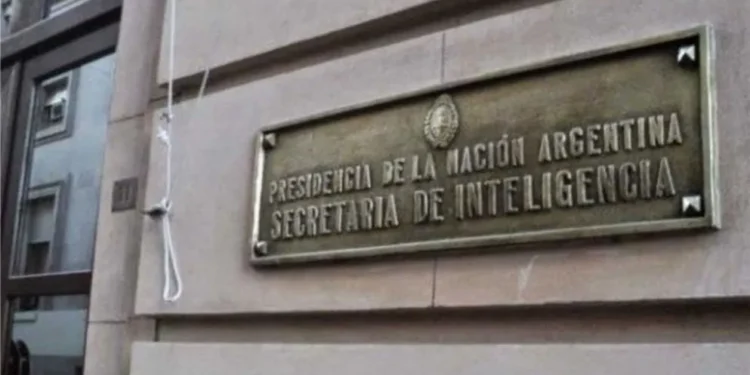 PRESIDENCIA DE LA NACIÓN ARGENTINA
SECRETARIA DE INTELIGENCIA